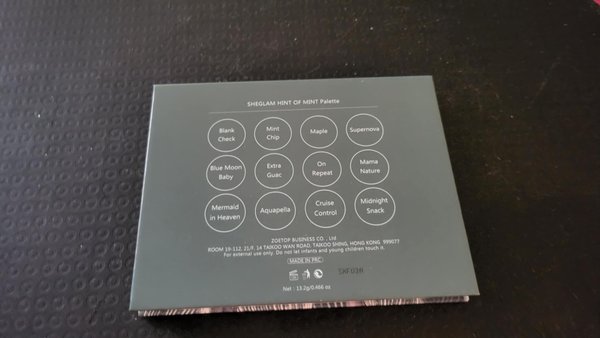 SHEGLAM HINT OF MINT Palette
Blank
Check
Mint
Chip
Maple
Supernova
Blue Moon
Baby
Extra
Guac
On
Repeat
Mama
Nature
Mermaid
in Heaven
Aquapella
Cruise
Control
Midnight
Snack
ZOETOP BUSINESS CO., Ltd
ROOM 19-112, 21/F, 14 TAIKOO WAN ROAD, TAIKOO SHING, HONG KONG 999077
For external use only. Do not let infants and young children touch it.
MADE IN PRC
Net : 13.2g/0.466 oz